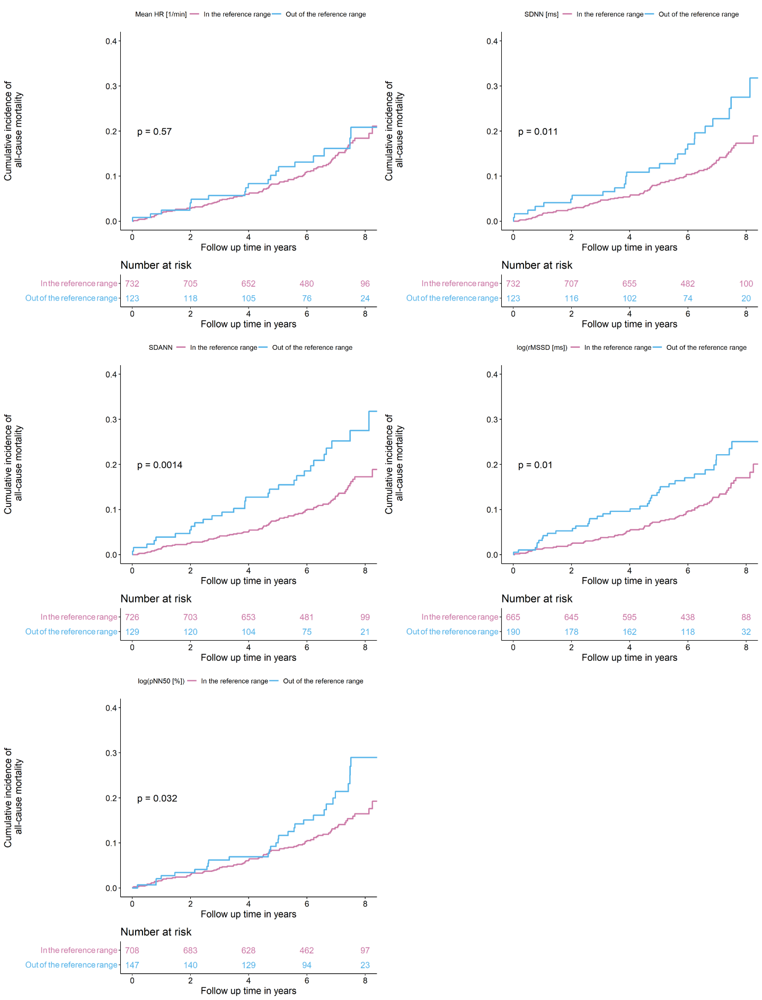 Mean HR [1/min] In the reference range Out of the reference range
Cumulative incidence of
all-cause mortality
0.4
0.3
0.2
0.1
0.0
p = 0.57
0 2 4 6 8
Follow up time in years
Number at risk
In the reference range 732 705 652 480 96
Out of the reference range 123 118 105 76 24
0 2 4 6 8
Follow up time in years
SDNN [ms] In the reference range Out of the reference range
Cumulative incidence of
all-cause mortality
0.4
0.3
0.2
0.1
0.0
p = 0.011
0 2 4 6 8
Follow up time in years
Number at risk
In the reference range 732 707 655 482 100
Out of the reference range 123 116 102 74 20
0 2 4 6 8
Follow up time in years
SDANN In the reference range Out of the reference range
Cumulative incidence of
all-cause mortality
0.4
0.3
0.2
0.1
0.0
p = 0.0014
0 2 4 6 8
Follow up time in years
Number at risk
In the reference range 726 703 653 481 99
Out of the reference range 129 120 104 75 21
0 2 4 6 8
Follow up time in years
log(rMSSD [ms]) In the reference range Out of the reference range
Cumulative incidence of
all-cause mortality
0.4
0.3
0.2
0.1
0.0
p = 0.01
0 2 4 6 8
Follow up time in years
Number at risk
In the reference range 665 645 595 438 88
Out of the reference range 190 178 162 118 32
0 2 4 6 8
Follow up time in years
log(pNN50 [%]) In the reference range Out of the reference range
Cumulative incidence of
all-cause mortality
0.4
0.3
0.2
0.1
0.0
p = 0.032
0 2 4 6 8
Follow up time in years
Number at risk
In the reference range 708 683 628 462 97
Out of the reference range 147 140 129 94 23
0 2 4 6 8
Follow up time in years